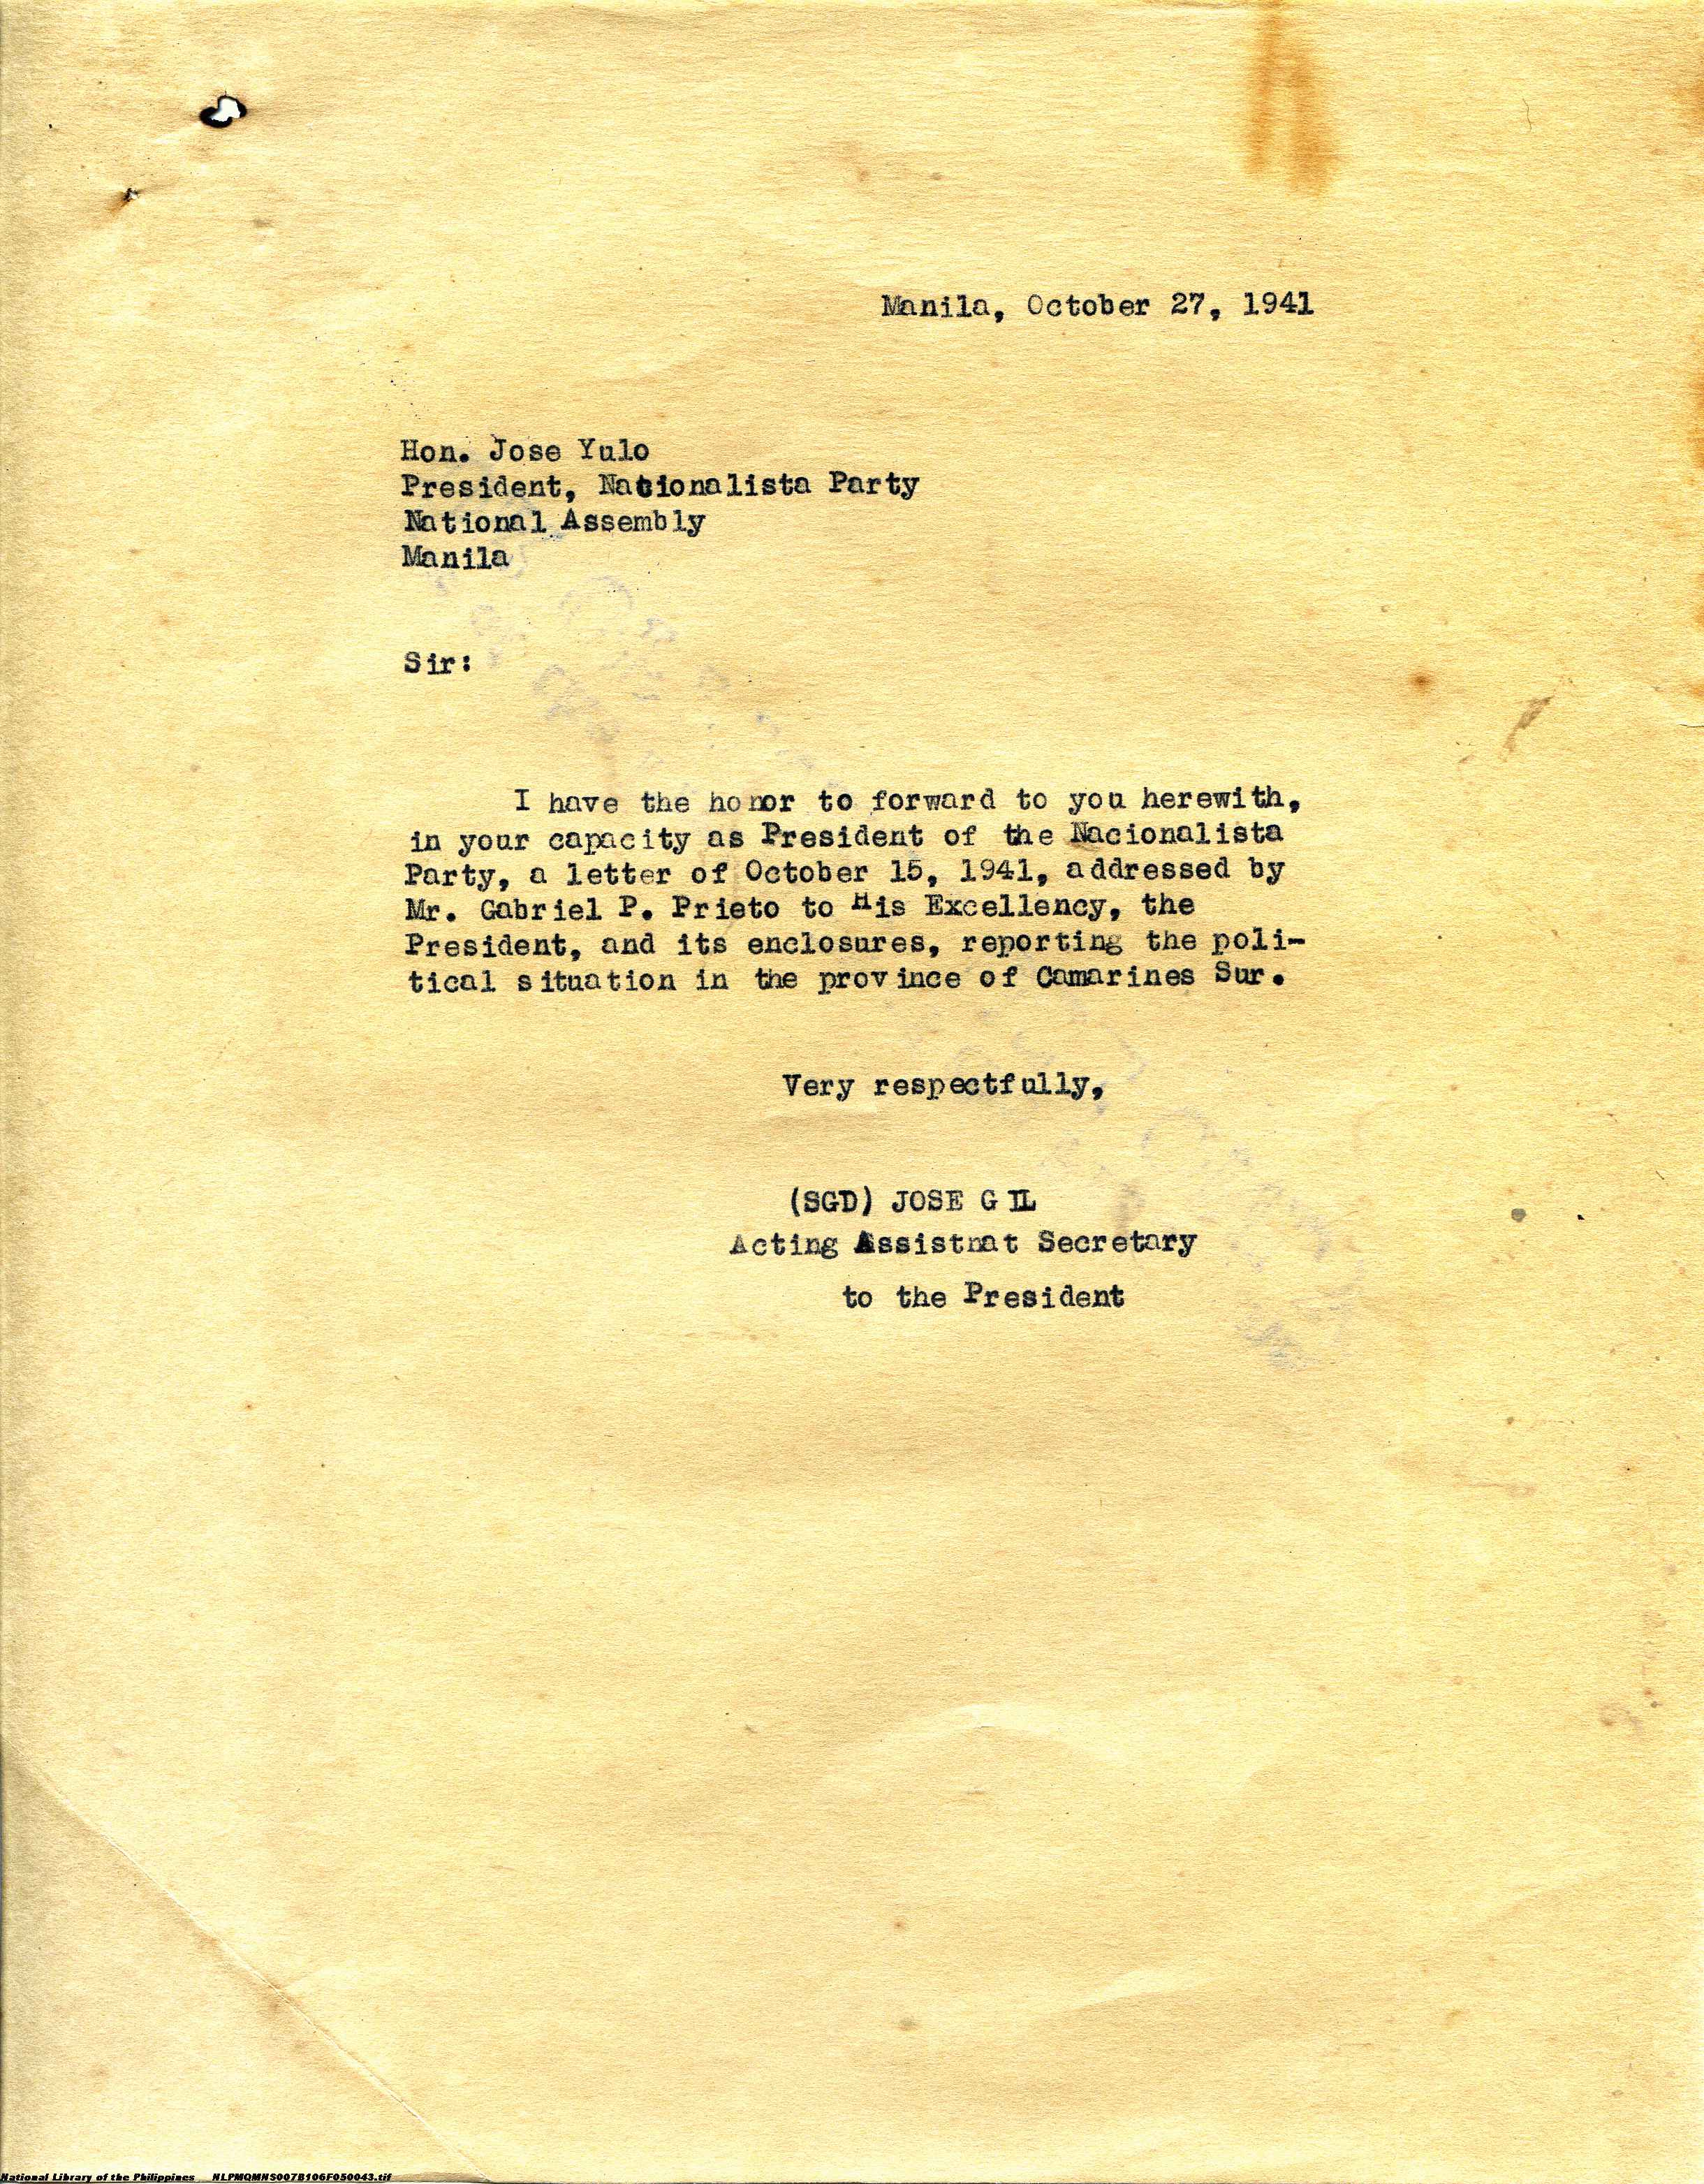 Manila, October 27, 1941
Hon. Jose Yulo
President, Nationalista Party
National Assembly
Manila
Sir:
I have the honor to forward to you herewith,
in your capacity as President of the Nacionalista
Party, a letter of October 15, 1941, addressed by
Mr. Gabriel P. Prieto to His Excellency, the
President, and its enclosures, reporting the poli-
tical situation in the province of Camarines Sur.
Very respectfully,
(SGD) JOSE GIL
Acting Assistnat Secretary
to the President
National Library of the Philippines NLPMQMNS007B106F050043.tif